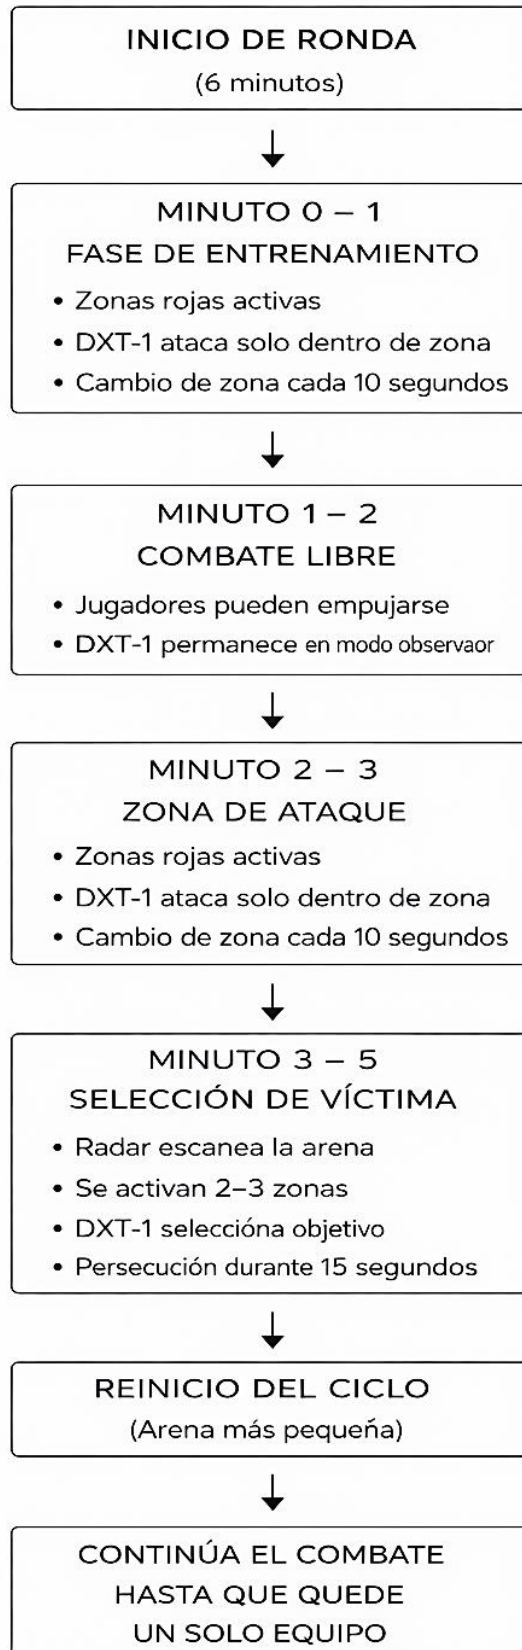 INICIO DE RONDA
(6 minutos)
MINUTO 0 – 1
FASE DE ENTRENAMIENTO
• Zonas rojas activas
• DXT-1 ataca solo dentro de zona
• Cambio de zona cada 10 segundos
MINUTO 1 – 2
COMBATE LIBRE
• Jugadores pueden empujarse
• DXT-1 permanece en modo observaor
MINUTO 2 – 3
ZONA DE ATAQUE
• Zonas rojas activas
• DXT-1 ataca solo dentro de zona
• Cambio de zona cada 10 segundos
MINUTO 3 – 5
SELECCIÓN DE VÍCTIMA
• Radar escanea la arena
• Se activan 2–3 zonas
• DXT-1 seleccióna objetivo
• Persecución durante 15 segundos
REINICIO DEL CICLO
(Arena más pequeña)
CONTINÚA EL COMBATE
HASTA QUE QUEDE
UN SOLO EQUIPO